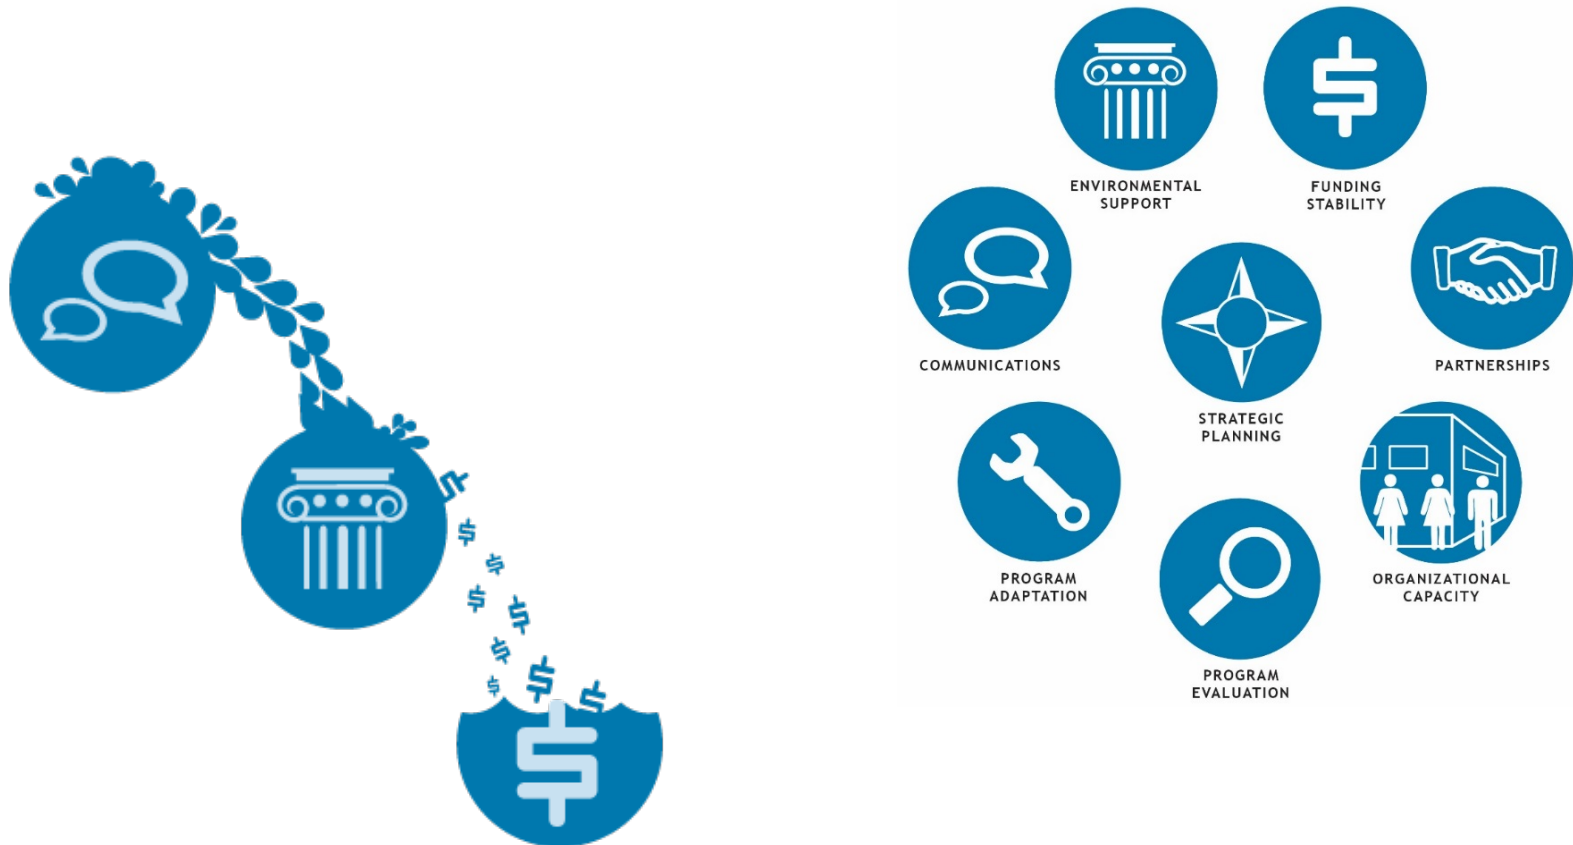 ENVIRONMENTAL
SUPPORT
FUNDING
STABILITY
COMMUNICATIONS
PARTNERSHIPS
STRATEGIC
PLANNING
PROGRAM
ADAPTATION
ORGANIZATIONAL
CAPACITY
PROGRAM
EVALUATION